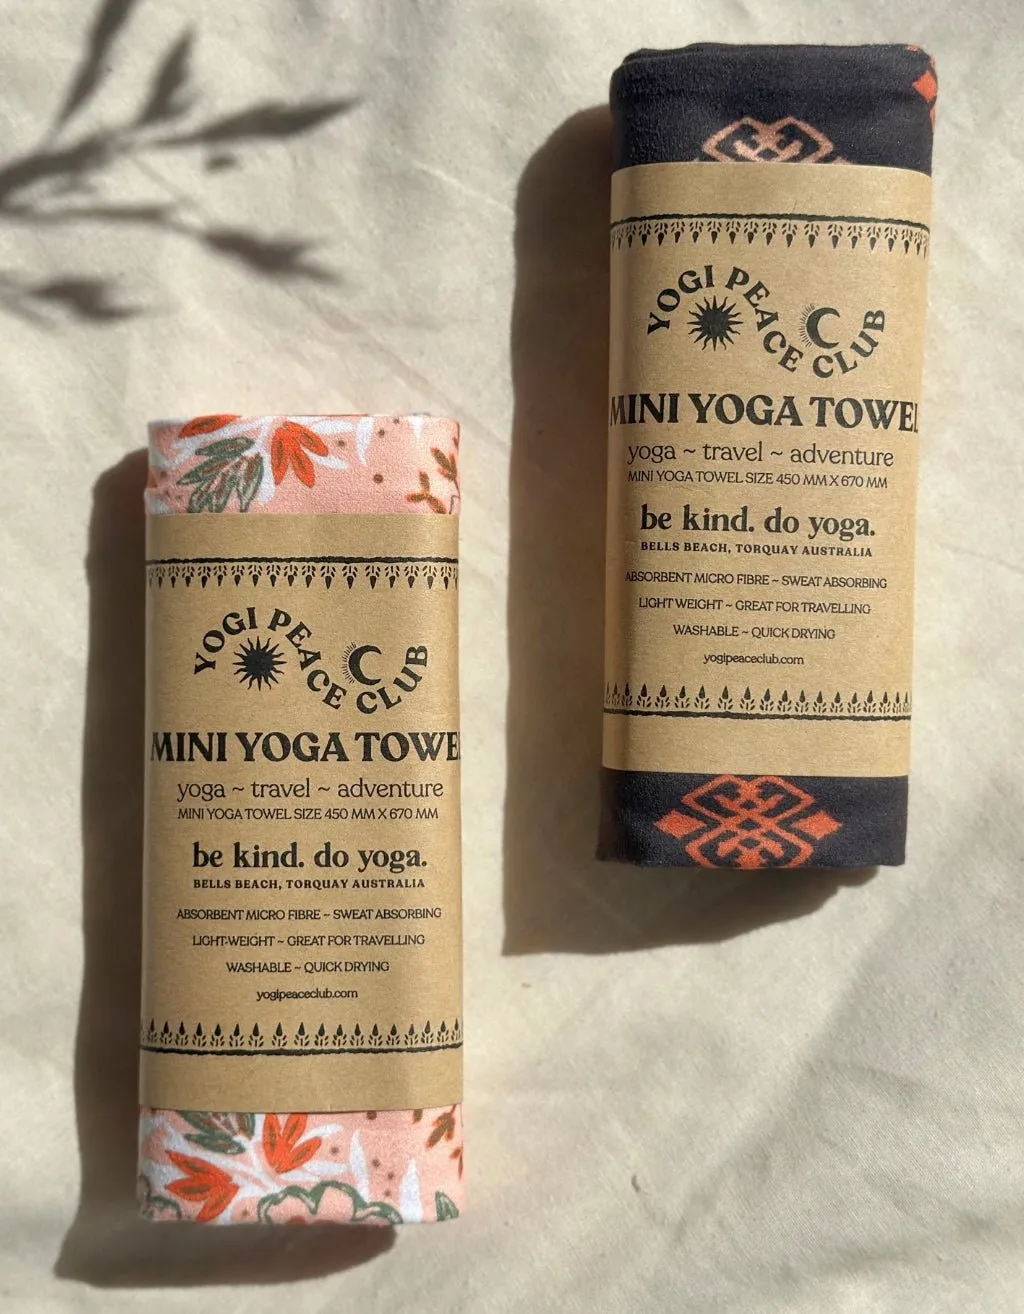 YOGI PEACE CLUB
MINI YOGA TOWEL
yoga ~ travel ~ adventure
MINI YOGA TOWEL SIZE 450 MM X 670 MM
be kind. do yoga.
BELLS BEACH, TORQUAY AUSTRALIA
ABSORBENT MICRO FIBRE ~ SWEAT ABSORBING
LIGHT WEIGHT ~ GREAT FOR TRAVELLING
WASHABLE ~ QUICK DRYING
yogipeaceclub.com
YOGI PEACE CLUB
MINI YOGA TOWEL
yoga ~ travel ~ adventure
MINI YOGA TOWEL SIZE 450 MM X 670 MM
be kind. do yoga.
BELLS BEACH, TORQUAY AUSTRALIA
ABSORBENT MICRO FIBRE ~ SWEAT ABSORBING
LIGHT-WEIGHT ~ GREAT FOR TRAVELLING
WASHABLE ~ QUICK DRYING
yogipeaceclub.com